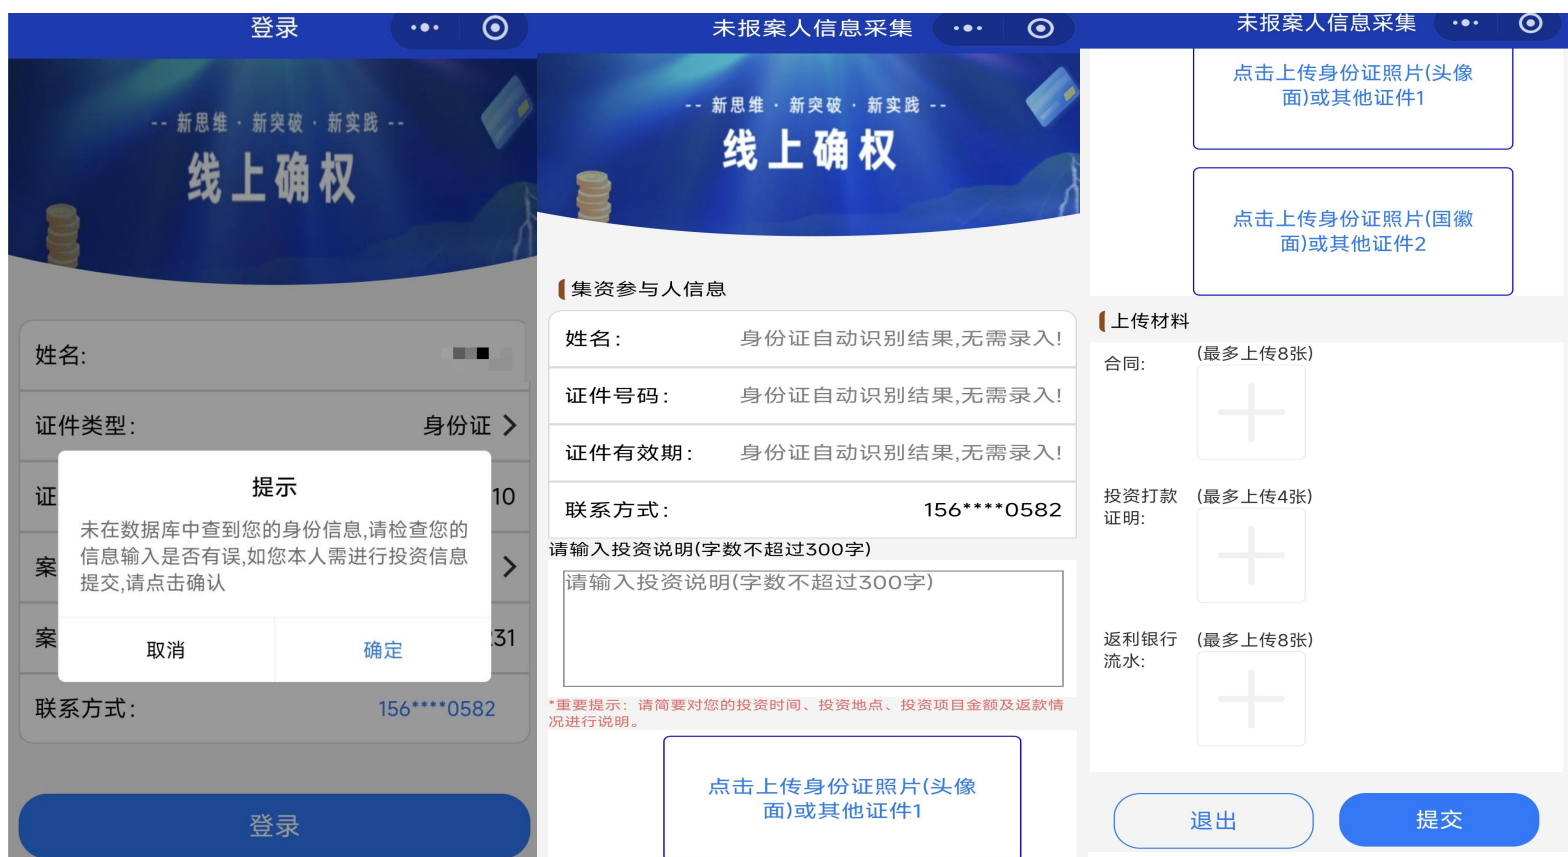 登录
-- 新思维 · 新突破 · 新实践 --
线上确权
姓名:
证件类型:
身份证
证
10
提示
未在数据库中查到您的身份信息,请检查您的
信息输入是否有误,如您本人需进行投资信息
提交,请点击确认
案
案
231
取消
确定
联系方式:
156****0582
登录
未报案人信息采集
-- 新思维 · 新突破 · 新实践 --
线上确权
集资参与人信息
姓名:
身份证自动识别结果,无需录入!
证件号码:
身份证自动识别结果,无需录入!
证件有效期:
身份证自动识别结果,无需录入!
联系方式:
156****0582
请输入投资说明(字数不超过300字)
请输入投资说明(字数不超过300字)
*重要提示：请简要对您的投资时间、投资地点、投资项目金额及返款情
况进行说明。
点击上传身份证照片(头像
面)或其他证件1
未报案人信息采集
点击上传身份证照片(头像
面)或其他证件1
点击上传身份证照片(国徽
面)或其他证件2
上传材料
合同:
(最多上传8张)
投资打款
证明:
(最多上传4张)
返利银行
流水:
(最多上传8张)
退出
提交